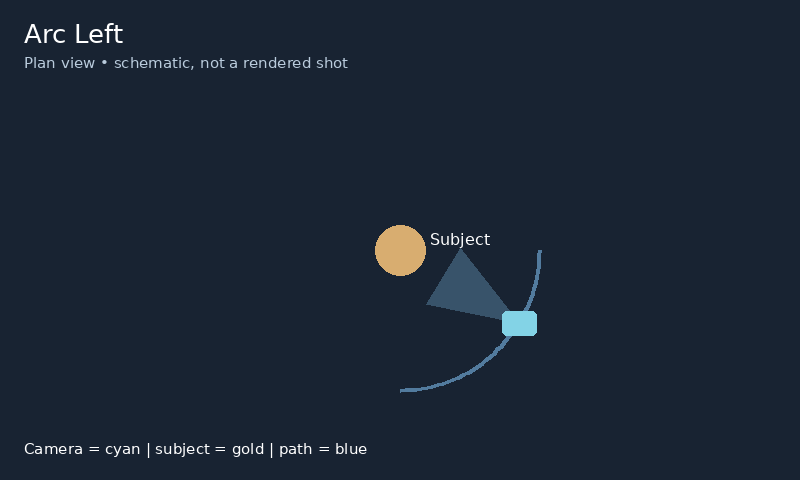 Arc Left
Plan view • schematic, not a rendered shot
Subject
Camera = cyan | subject = gold | path = blue